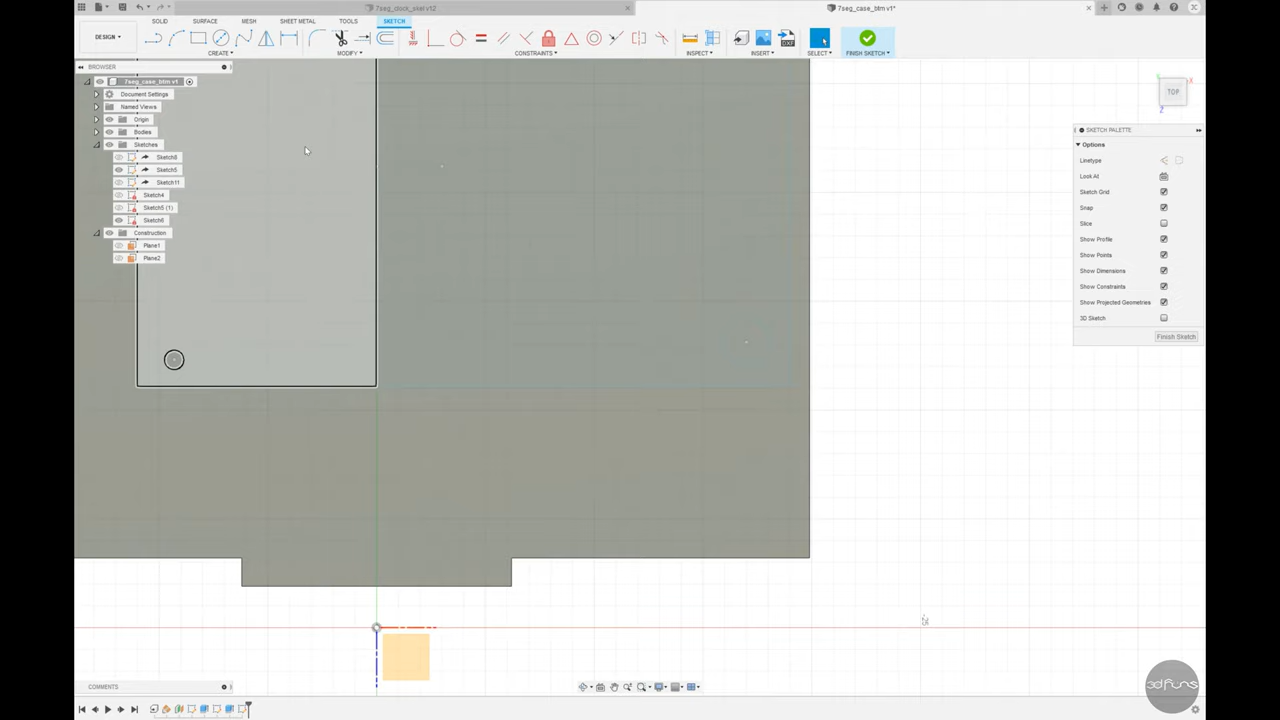 7seg_clock_skel v12
7seg_case_btm v1*
DESIGN
SOLID
SURFACE
MESH
SHEET METAL
TOOLS
SKETCH
CREATE
MODIFY
CONSTRAINTS
INSPECT
INSERT
SELECT
FINISH SKETCH
BROWSER
7seg_case_btm v1
Document Settings
Named Views
Origin
Bodies
Sketches
Sketch8
Sketch5
Sketch11
Sketch4
Sketch5 (1)
Sketch6
Construction
Plane1
Plane2
TOP
X
Z
SKETCH PALETTE
Options
Linetype
Look At
Sketch Grid
Snap
Slice
Show Profile
Show Points
Show Dimensions
Show Constraints
Show Projected Geometries
3D Sketch
Finish Sketch
25
COMMENTS
3dfuns